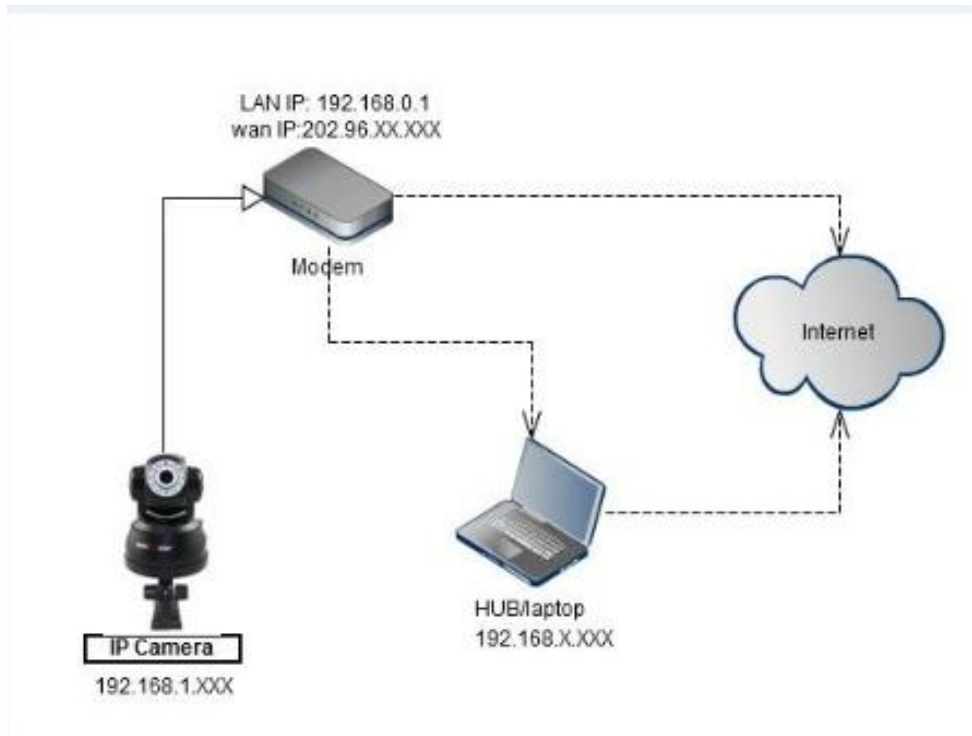 LAN IP: 192.168.0.1
wan IP:202.96.XX.XXX
Modem
Internet
HUB/laptop
192.168.X.XXX
IP Camera
192.168.1.XXX